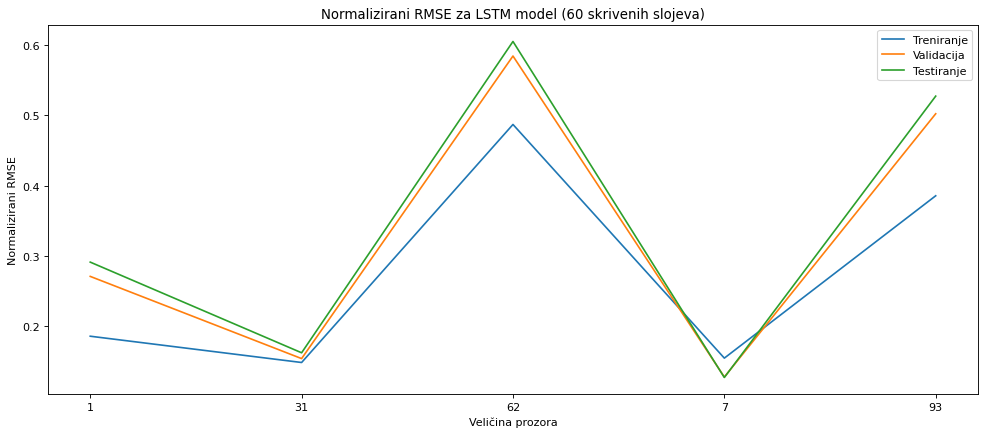 Normalizirani RMSE za LSTM model (60 skrivenih slojeva)
Treniranje
Validacija
Testiranje
Normalizirani RMSE
0.6
0.5
0.4
0.3
0.2
1 31 62 7 93
Veličina prozora